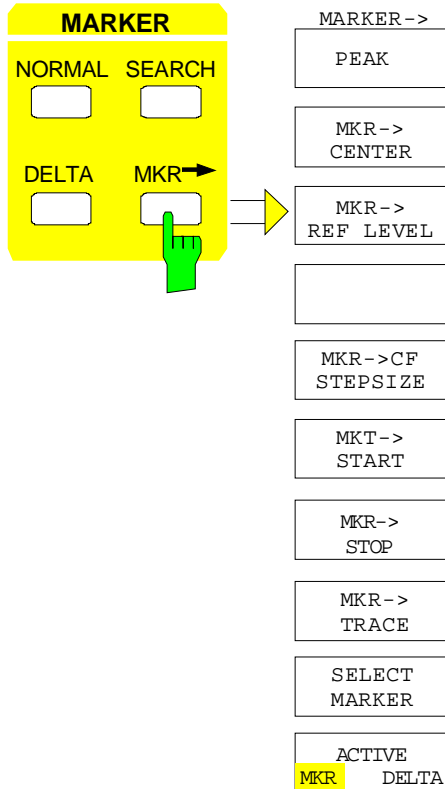 MARKER
NORMAL SEARCH
DELTA MKR
MARKER->
PEAK
MKR->
CENTER
MKR->
REF LEVEL
MKR->CF
STEPSIZE
MKT->
START
MKR->
STOP
MKR->
TRACE
SELECT
MARKER
ACTIVE
MKR DELTA